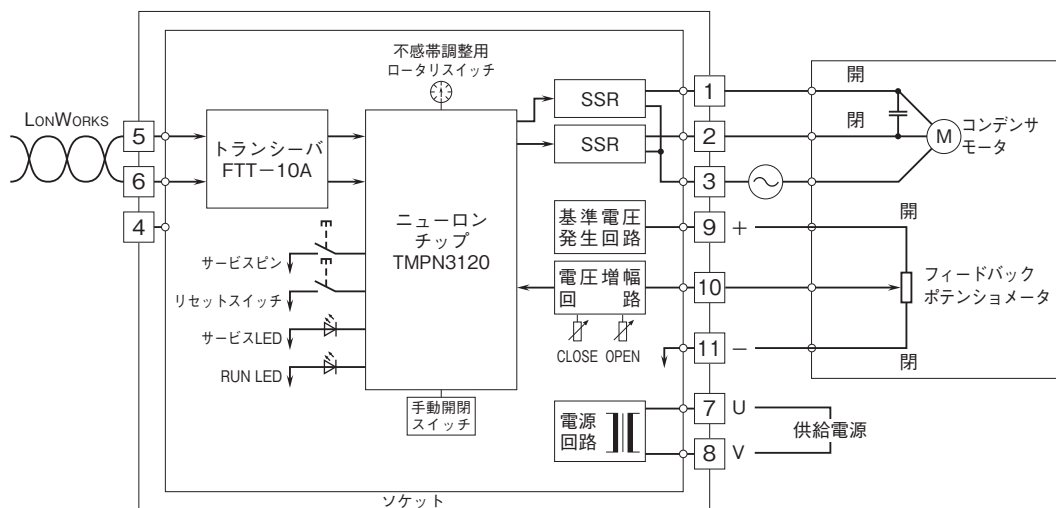 LONWORKS
5
6
4
トランシーバ
FTT－10A
不感帯調整用
ロータリスイッチ
ニューロン
チップ
TMPN3120
サービスピン
リセットスイッチ
サービスLED
RUN LED
手動開閉
スイッチ
SSR
SSR
基準電圧
発生回路
電圧増幅
回路
CLOSE OPEN
電源
回路
ソケット
1
2
3
9 +
10
11 −
7 U
8 V
供給電源
開
閉
M
コンデンサ
モータ
開
フィードバック
ポテンショメータ
閉